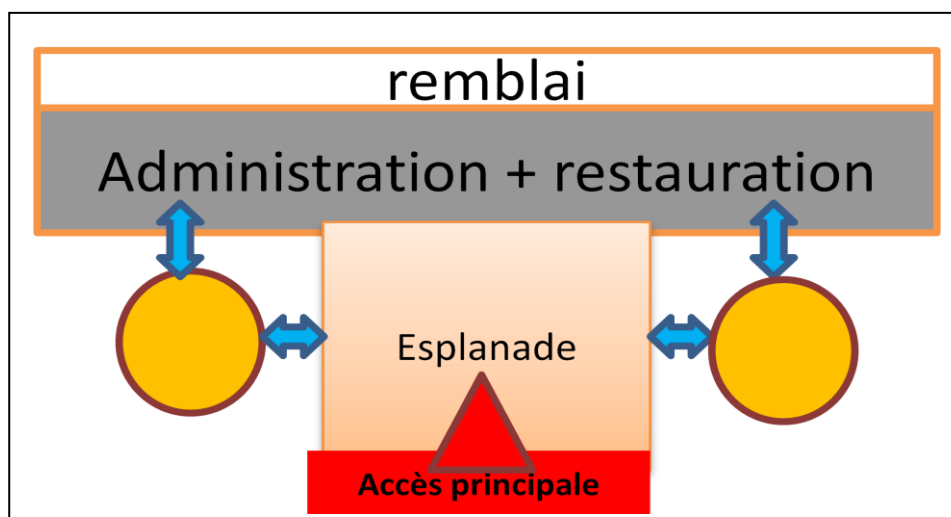 remblai
Administration + restauration
Esplanade
Accès principale